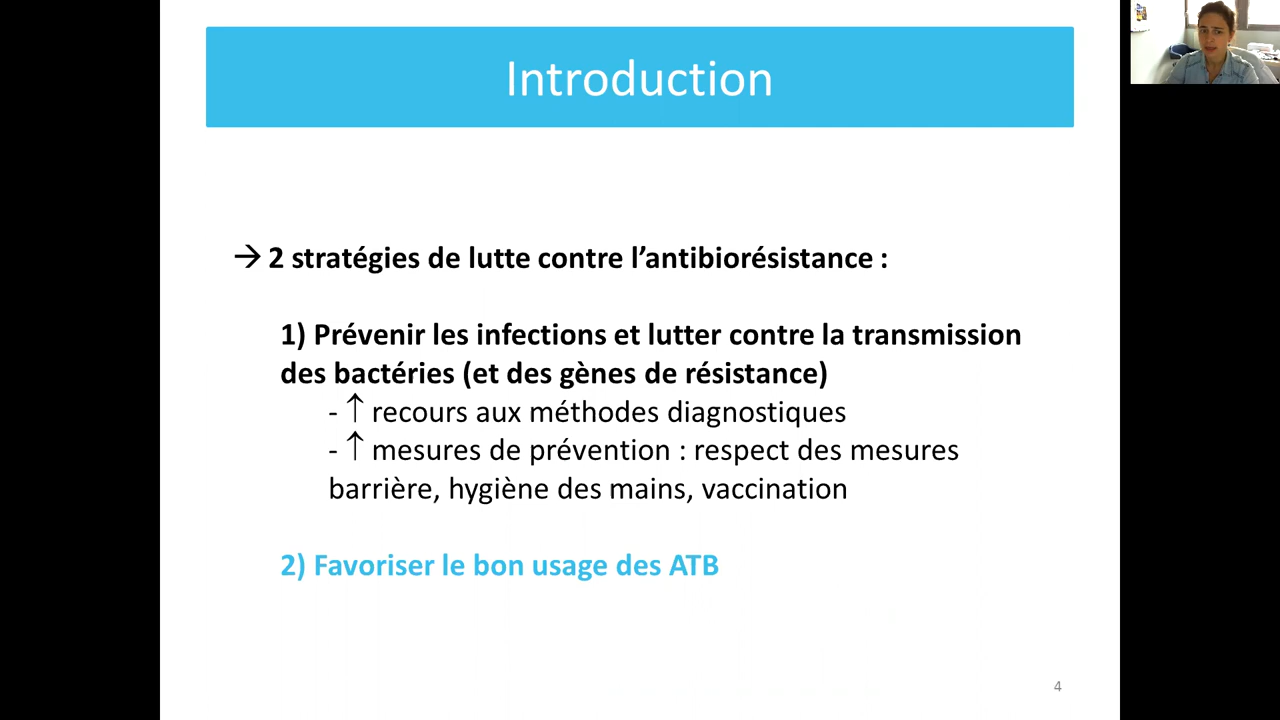 Introduction
→ 2 stratégies de lutte contre l’antibiorésistance :
1) Prévenir les infections et lutter contre la transmission
des bactéries (et des gènes de résistance)
- ↑ recours aux méthodes diagnostiques
- ↑ mesures de prévention : respect des mesures
barrière, hygiène des mains, vaccination
2) Favoriser le bon usage des ATB
4